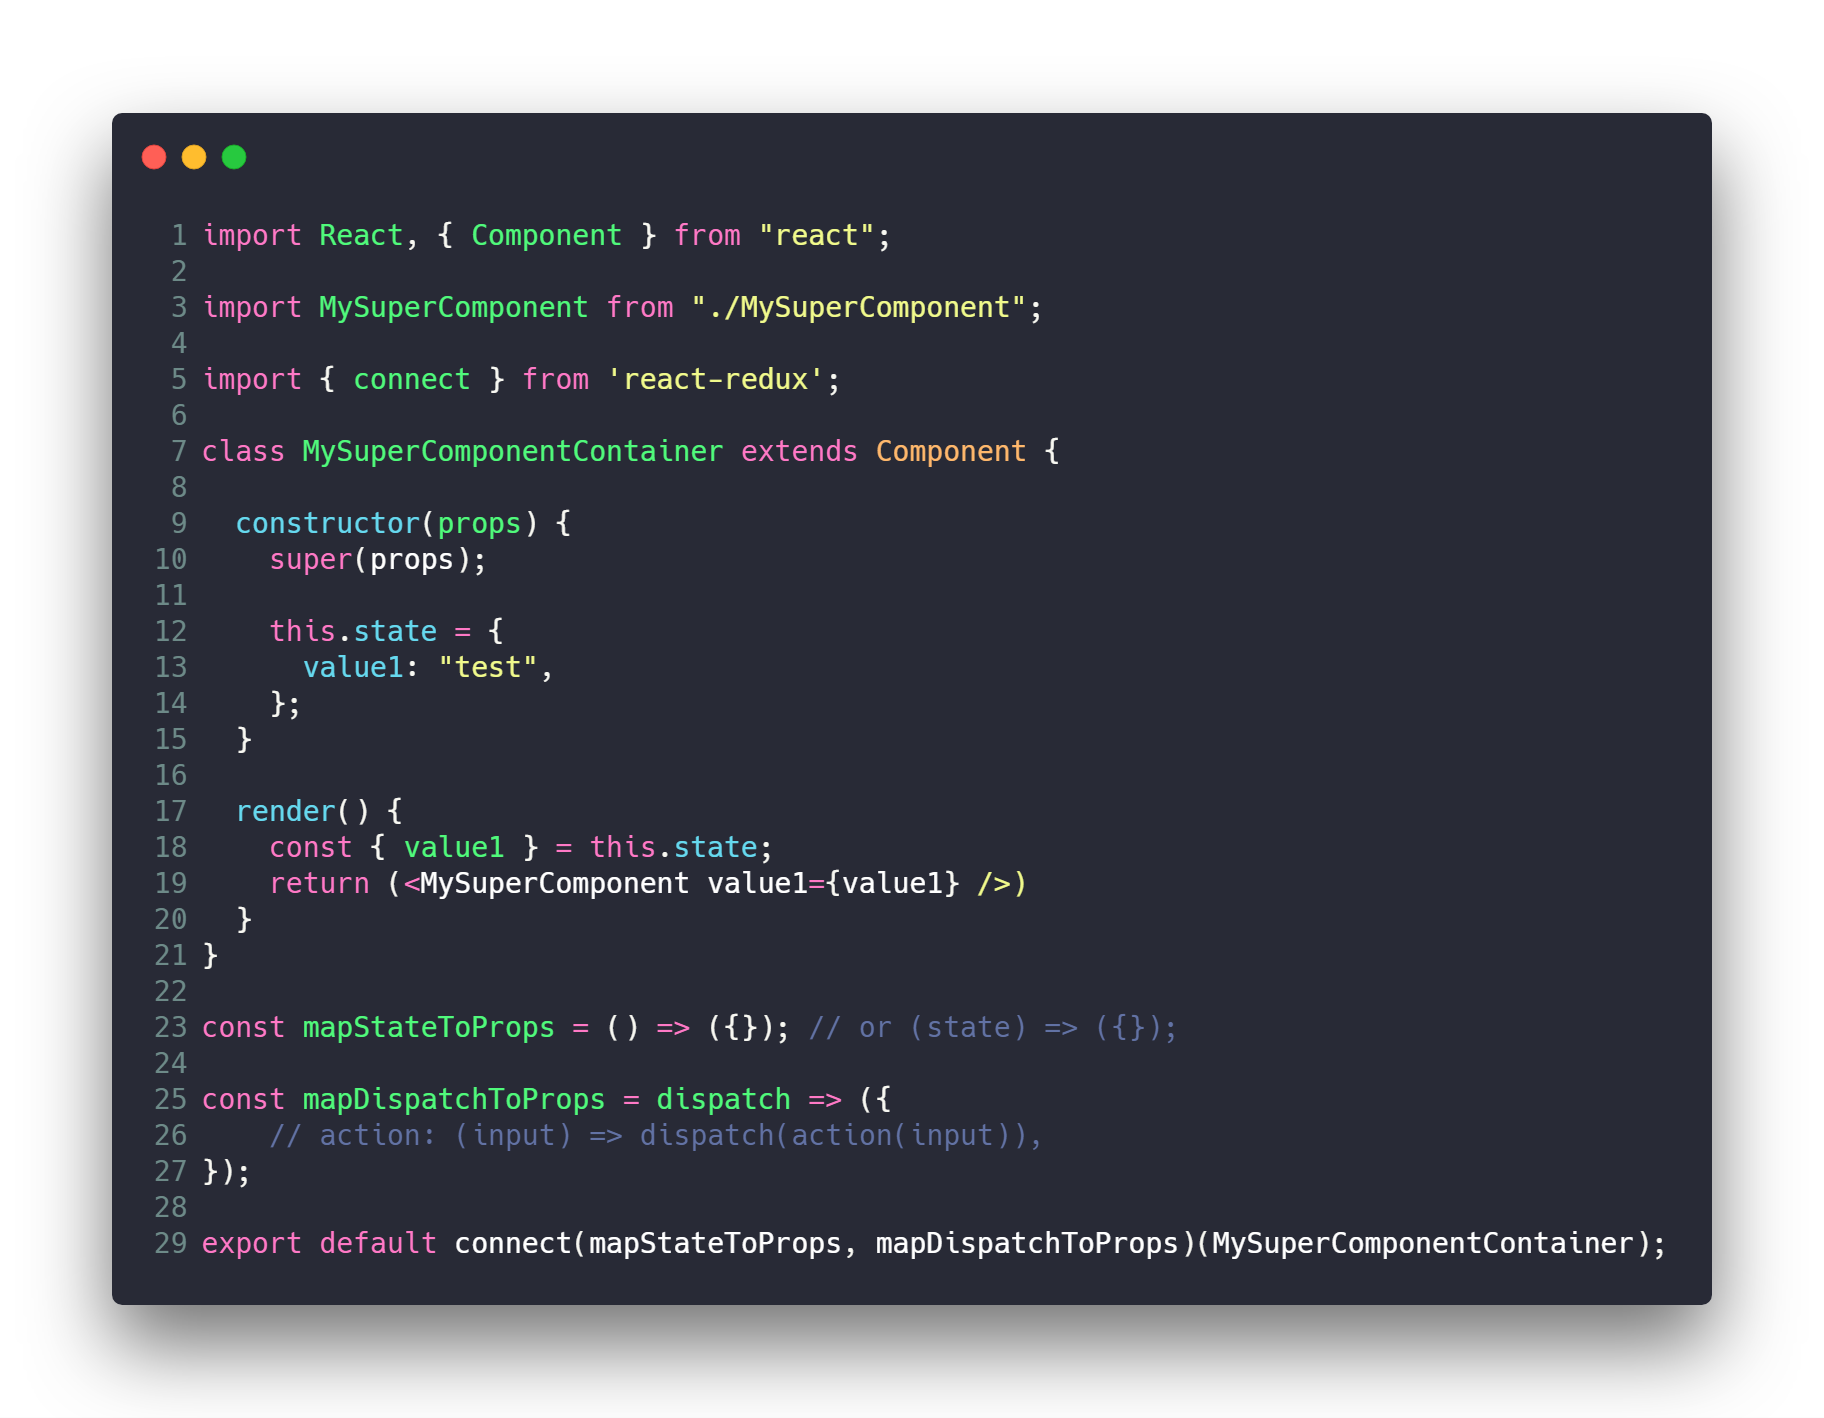 1 import React, { Component } from "react";
2
3 import MySuperComponent from "./MySuperComponent";
4
5 import { connect } from 'react-redux';
6
7 class MySuperComponentContainer extends Component {
8
9   constructor(props) {
10     super(props);
11
12     this.state = {
13       value1: "test",
14     };
15   }
16
17   render() {
18     const { value1 } = this.state;
19     return (<MySuperComponent value1={value1} />)
20   }
21 }
22
23 const mapStateToProps = () => ({}); // or (state) => ({});
24
25 const mapDispatchToProps = dispatch => ({
26     // action: (input) => dispatch(action(input)),
27 });
28
29 export default connect(mapStateToProps, mapDispatchToProps)(MySuperComponentContainer);